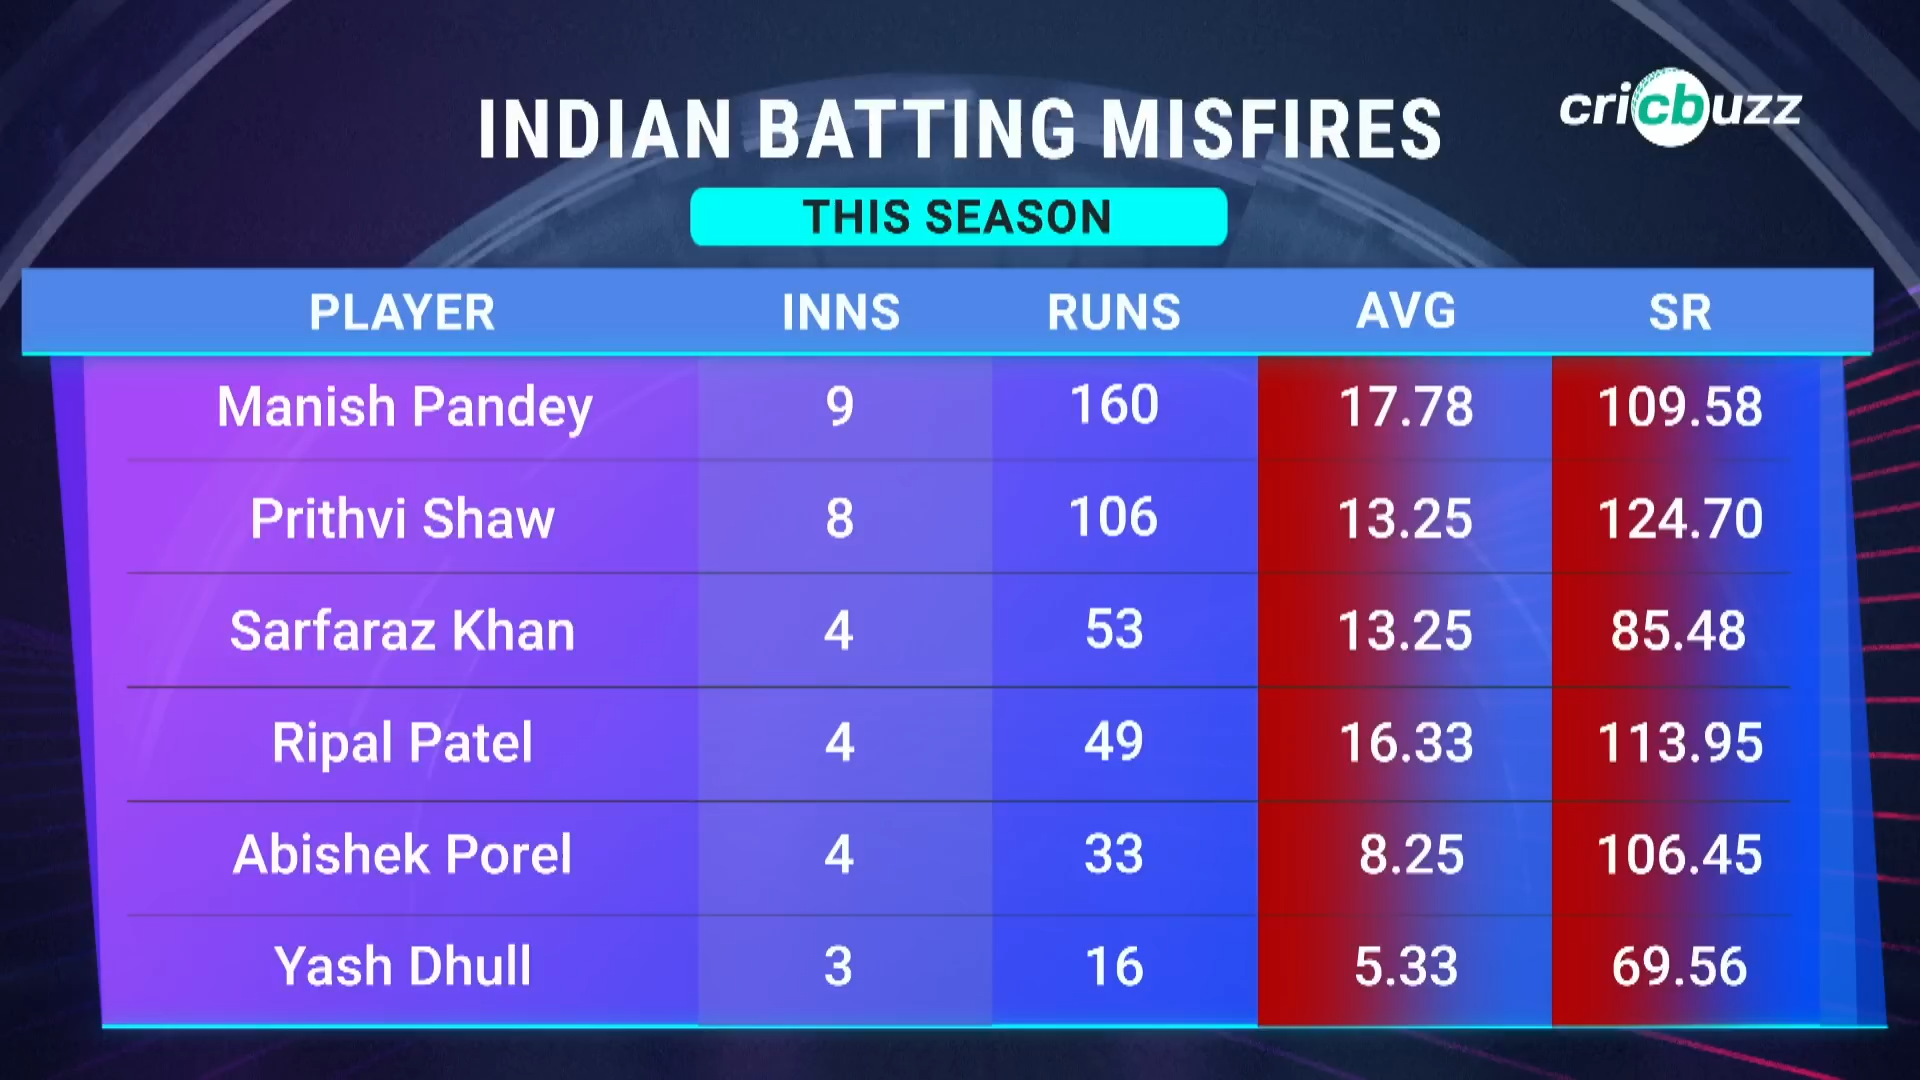 INDIAN BATTING MISFIRES
cricbuzz
THIS SEASON
PLAYER INNS RUNS AVG SR
Manish Pandey 9 160 17.78 109.58
Prithvi Shaw 8 106 13.25 124.70
Sarfaraz Khan 4 53 13.25 85.48
Ripal Patel 4 49 16.33 113.95
Abishek Porel 4 33 8.25 106.45
Yash Dhull 3 16 5.33 69.56